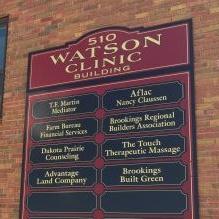 510
WATSON
CLINIC
BUILDING
T.F. Martin
Mediator
Aflac
Nancy Claussen
Farm Bureau
Financial Services
Brookings Regional
Builders Association
Dakota Prairie
Counseling
The Touch
Therapeutic Massage
Advantage
Land Company
Brookings
Built Green